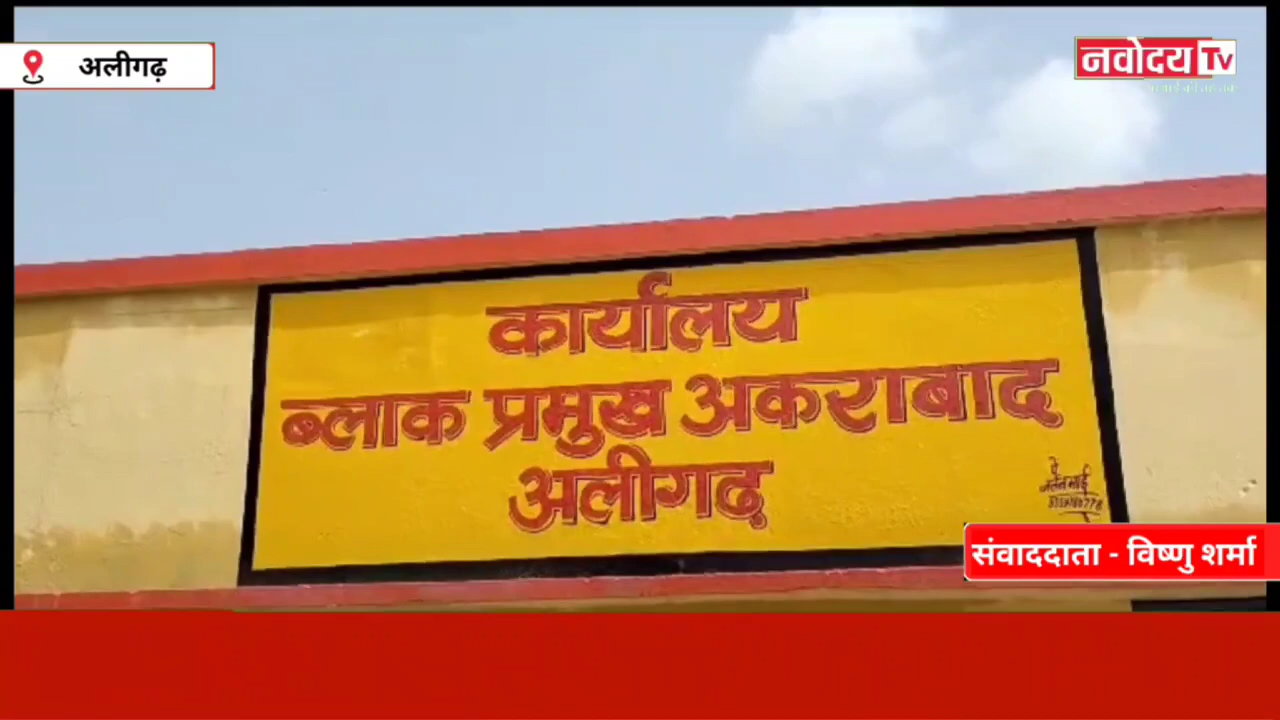 अलीगढ़
नवोदय Tv
कार्यालय
ब्लाक प्रमुख अकराबाद
अलीगढ
संवाददाता - विष्णु शर्मा